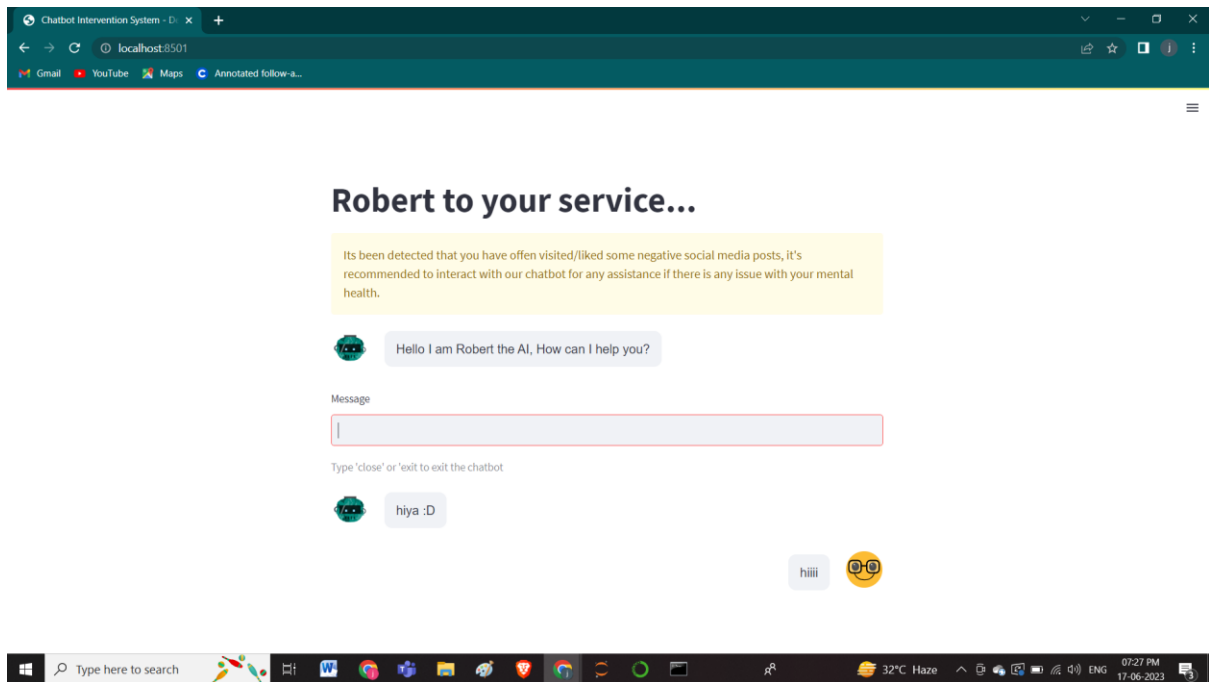 Chatbot Intervention System - D
localhost:8501
Gmail YouTube Maps Annotated follow-a...
Robert to your service...
Its been detected that you have offen visited/liked some negative social media posts, it's
recommended to interact with our chatbot for any assistance if there is any issue with your mental
health.
Hello I am Robert the AI, How can I help you?
Message
Type 'close' or 'exit to exit the chatbot
hiya :D
hiiii
Type here to search
32°C Haze
ENG
07:27 PM
17-06-2023
3